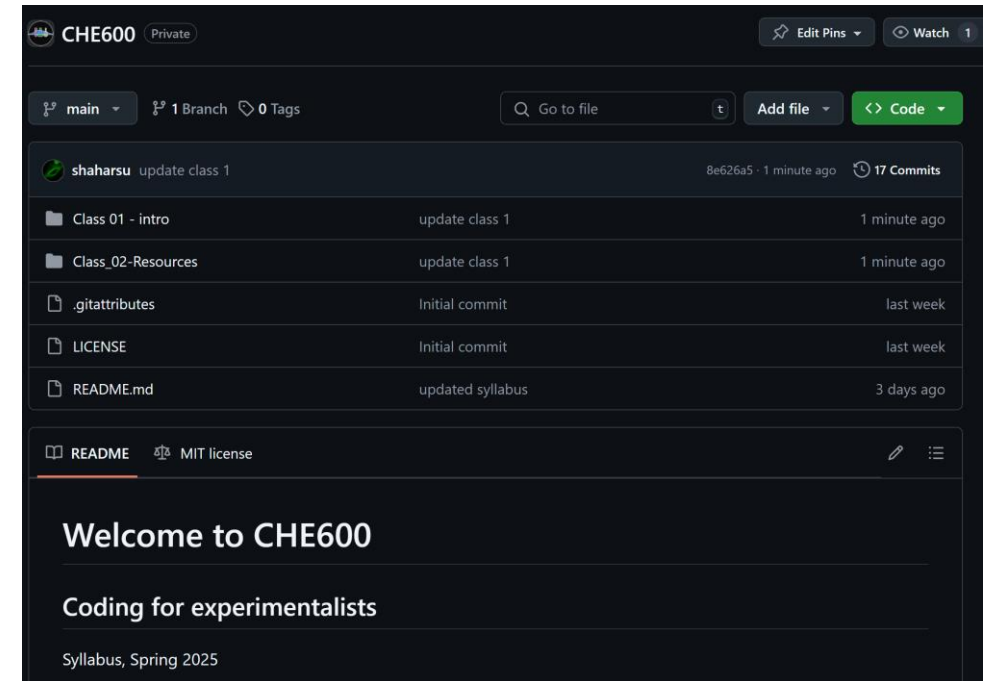 CHE600 Private Edit Pins Watch 1
main 1 Branch 0 Tags Go to file t Add file Code
shaharsu update class 1 8e626a5 · 1 minute ago 17 Commits
Class 01 - intro update class 1 1 minute ago
Class_02-Resources update class 1 1 minute ago
.gitattributes Initial commit last week
LICENSE Initial commit last week
README.md updated syllabus 3 days ago
README MIT license
Welcome to CHE600
Coding for experimentalists
Syllabus, Spring 2025